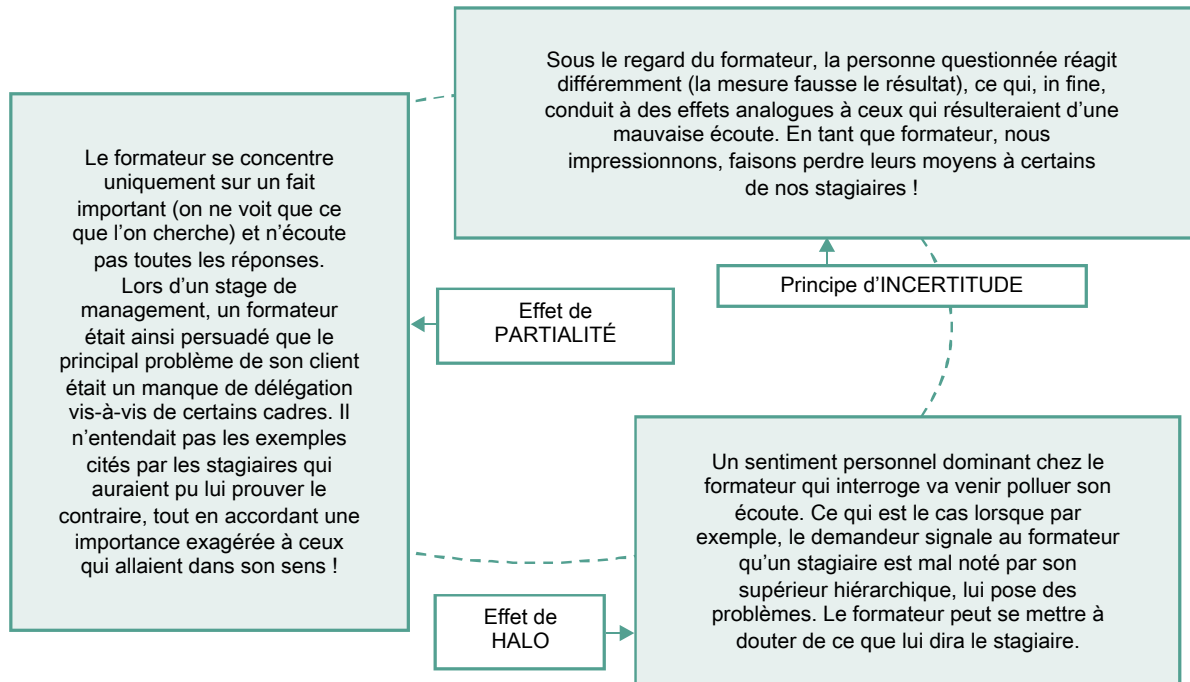 Sous le regard du formateur, la personne questionnée réagit
différemment (la mesure fausse le résultat), ce qui, in fine,
conduit à des effets analogues à ceux qui résulteraient d’une
mauvaise écoute. En tant que formateur, nous
impressionnons, faisons perdre leurs moyens à certains
de nos stagiaires !
Principe d’INCERTITUDE
Le formateur se concentre
uniquement sur un fait
important (on ne voit que ce
que l’on cherche) et n’écoute
pas toutes les réponses.
Lors d’un stage de
management, un formateur
était ainsi persuadé que le
principal problème de son client
était un manque de délégation
vis-à-vis de certains cadres. Il
n’entendait pas les exemples
cités par les stagiaires qui
auraient pu lui prouver le
contraire, tout en accordant une
importance exagérée à ceux
qui allaient dans son sens !
Effet de
PARTIALITÉ
Un sentiment personnel dominant chez le
formateur qui interroge va venir polluer son
écoute. Ce qui est le cas lorsque par
exemple, le demandeur signale au formateur
qu’un stagiaire est mal noté par son
supérieur hiérarchique, lui pose des
problèmes. Le formateur peut se mettre à
douter de ce que lui dira le stagiaire.
Effet de
HALO